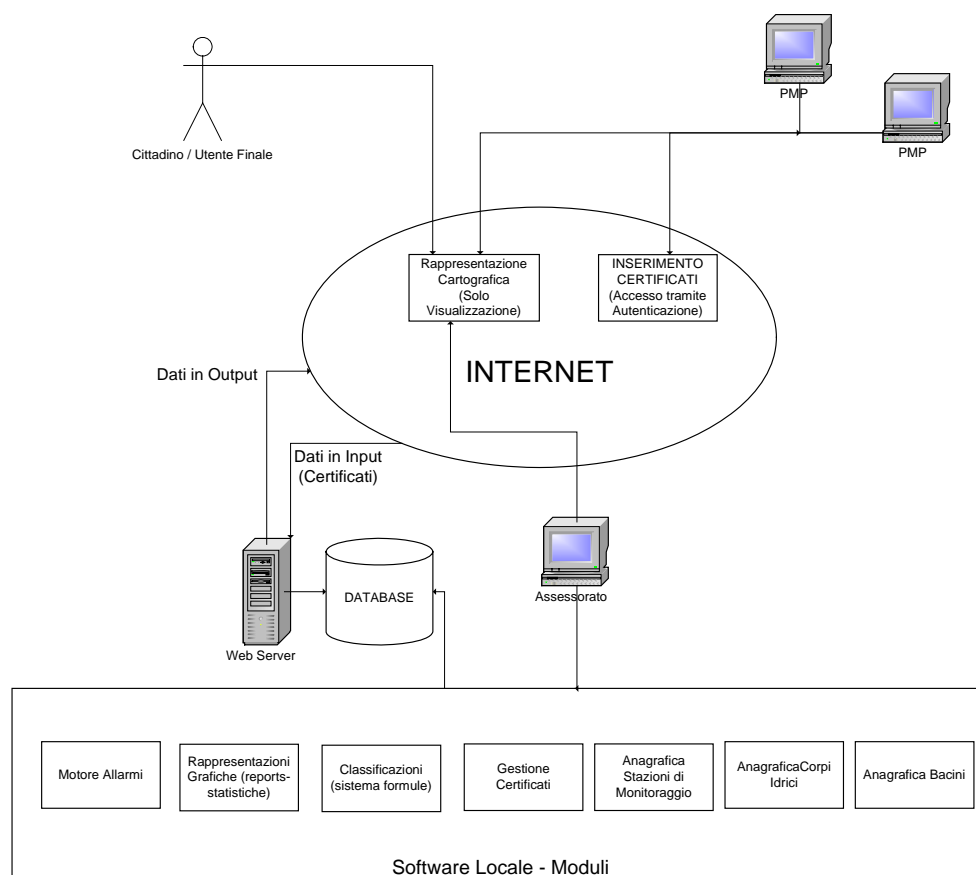 PMP
PMP
Cittadino / Utente Finale
Rappresentazione
Cartografica
(Solo
Visualizzazione)
INSERIMENTO
CERTIFICATI
(Accesso tramite
Autenticazione)
INTERNET
Dati in Output
Dati in Input
(Certificati)
DATABASE
Assessorato
Web Server
Motore Allarmi
Rappresentazioni
Grafiche (reports-
statistiche)
Classificazioni
(sistema formule)
Gestione
Certificati
Anagrafica
Stazioni di
Monitoraggio
AnagraficaCorpi
Idrici
Anagrafica Bacini
Software Locale - Moduli